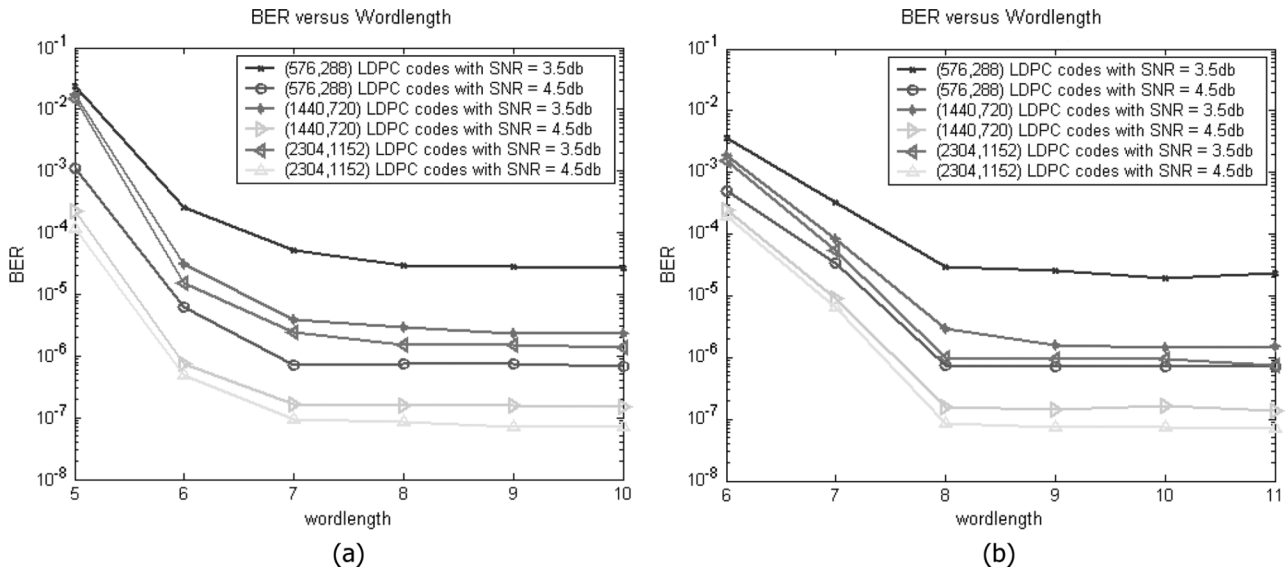 BER versus Wordlength
10^-1
10^-2
10^-3
10^-4
10^-5
10^-6
10^-7
10^-8
BER
(576,288) LDPC codes with SNR = 3.5db
(576,288) LDPC codes with SNR = 4.5db
(1440,720) LDPC codes with SNR = 3.5db
(1440,720) LDPC codes with SNR = 4.5db
(2304,1152) LDPC codes with SNR = 3.5db
(2304,1152) LDPC codes with SNR = 4.5db
5 6 7 8 9 10
wordlength
(a)
BER versus Wordlength
10^-1
10^-2
10^-3
10^-4
10^-5
10^-6
10^-7
10^-8
BER
(576,288) LDPC codes with SNR = 3.5db
(576,288) LDPC codes with SNR = 4.5db
(1440,720) LDPC codes with SNR = 3.5db
(1440,720) LDPC codes with SNR = 4.5db
(2304,1152) LDPC codes with SNR = 3.5db
(2304,1152) LDPC codes with SNR = 4.5db
6 7 8 9 10 11
wordlength
(b)